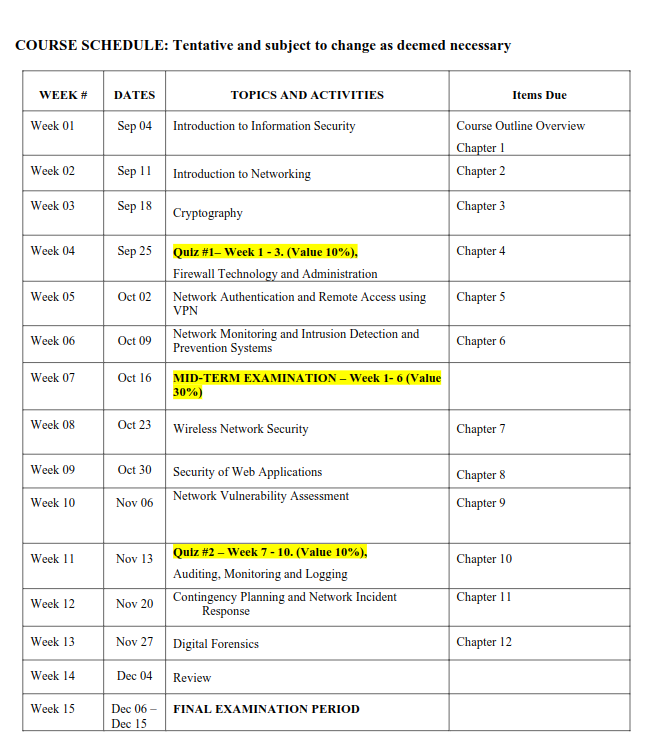 COURSE SCHEDULE: Tentative and subject to change as deemed necessary
WEEK # DATES TOPICS AND ACTIVITIES Items Due
Week 01 Sep 04 Introduction to Information Security Course Outline Overview
Chapter 1
Week 02 Sep 11 Introduction to Networking Chapter 2
Week 03 Sep 18 Cryptography Chapter 3
Week 04 Sep 25 Quiz #1– Week 1 - 3. (Value 10%), Chapter 4
Firewall Technology and Administration
Week 05 Oct 02 Network Authentication and Remote Access using Chapter 5
VPN
Week 06 Oct 09 Network Monitoring and Intrusion Detection and Chapter 6
Prevention Systems
Week 07 Oct 16 MID-TERM EXAMINATION – Week 1- 6 (Value
30%)
Week 08 Oct 23 Wireless Network Security Chapter 7
Week 09 Oct 30 Security of Web Applications Chapter 8
Week 10 Nov 06 Network Vulnerability Assessment Chapter 9
Week 11 Nov 13 Quiz #2 – Week 7 - 10. (Value 10%), Chapter 10
Auditing, Monitoring and Logging
Week 12 Nov 20 Contingency Planning and Network Incident Chapter 11
Response
Week 13 Nov 27 Digital Forensics Chapter 12
Week 14 Dec 04 Review
Week 15 Dec 06 – FINAL EXAMINATION PERIOD
Dec 15